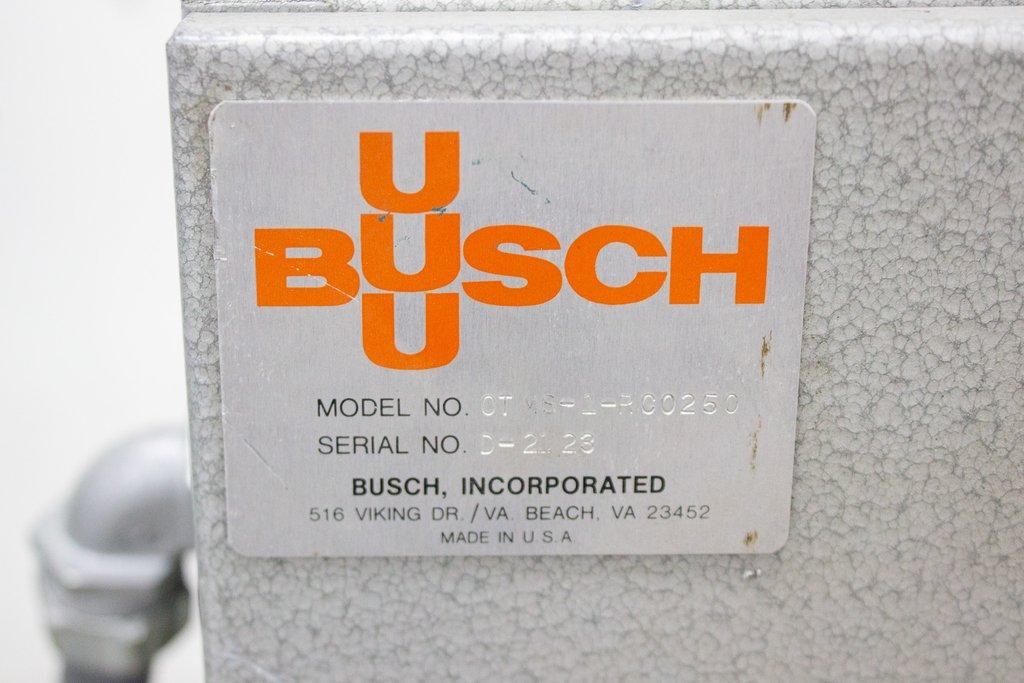 U
BUSCH
U
MODEL NO.
SERIAL NO.
BUSCH, INCORPORATED
516 VIKING DR. / VA. BEACH, VA 23452
MADE IN U.S.A.